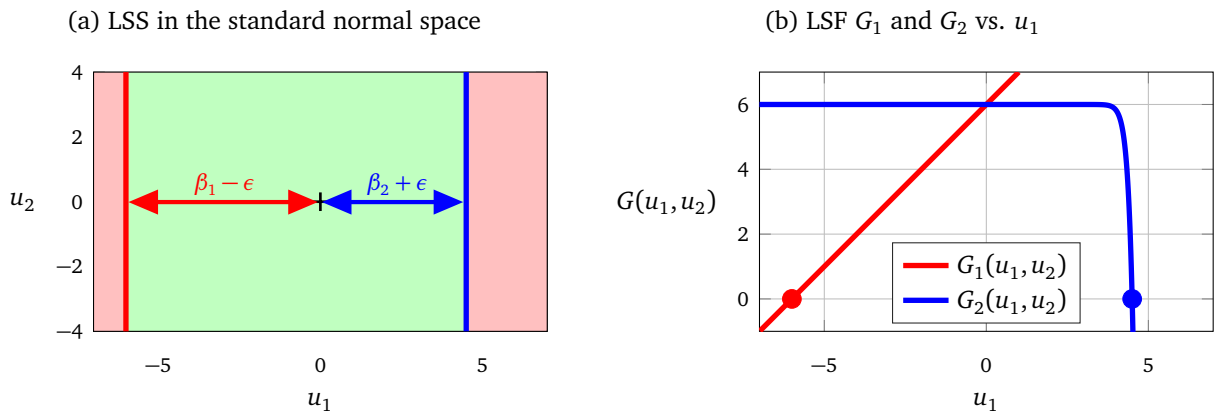 (a) LSS in the standard normal space
4
2
0
−2
−4
u₂
β₁ − ϵ
β₂ + ϵ
−5
0
5
u₁
(b) LSF G₁ and G₂ vs. u₁
6
4
2
0
G(u₁, u₂)
G₁(u₁, u₂)
G₂(u₁, u₂)
−5
0
5
u₁